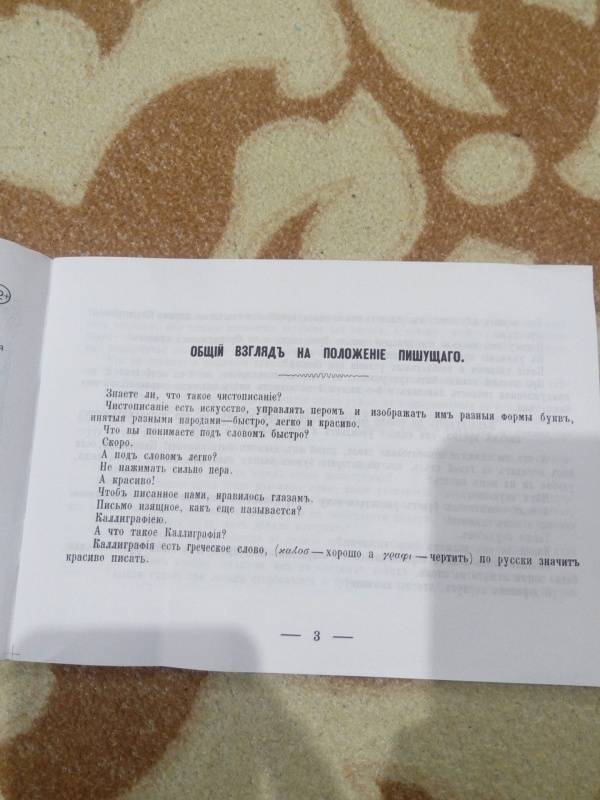 ОБЩІЙ ВЗГЛЯДЪ НА ПОЛОЖЕНІЕ ПИШУЩАГО.
Знаете ли, что такое чистописаніе?
Чистописаніе есть искусство, управлять перомъ и изображать имъ разныя формы буквъ,
инятыя разными народами—быстро, легко и красиво.
Что вы понимаете подъ словомъ быстро?
Скоро.
А подъ словомъ легко?
Не нажимать сильно пера.
А красиво!
Чтобъ писанное нами, нравилось глазамъ.
Письмо изящное, какъ еще называется?
Каллиграфіею.
А что такое Каллиграфія?
Каллиграфія есть греческое слово, (καλοσ—хорошо а γραφι—чертить) по русски значитъ
красиво писать.
— 3 —